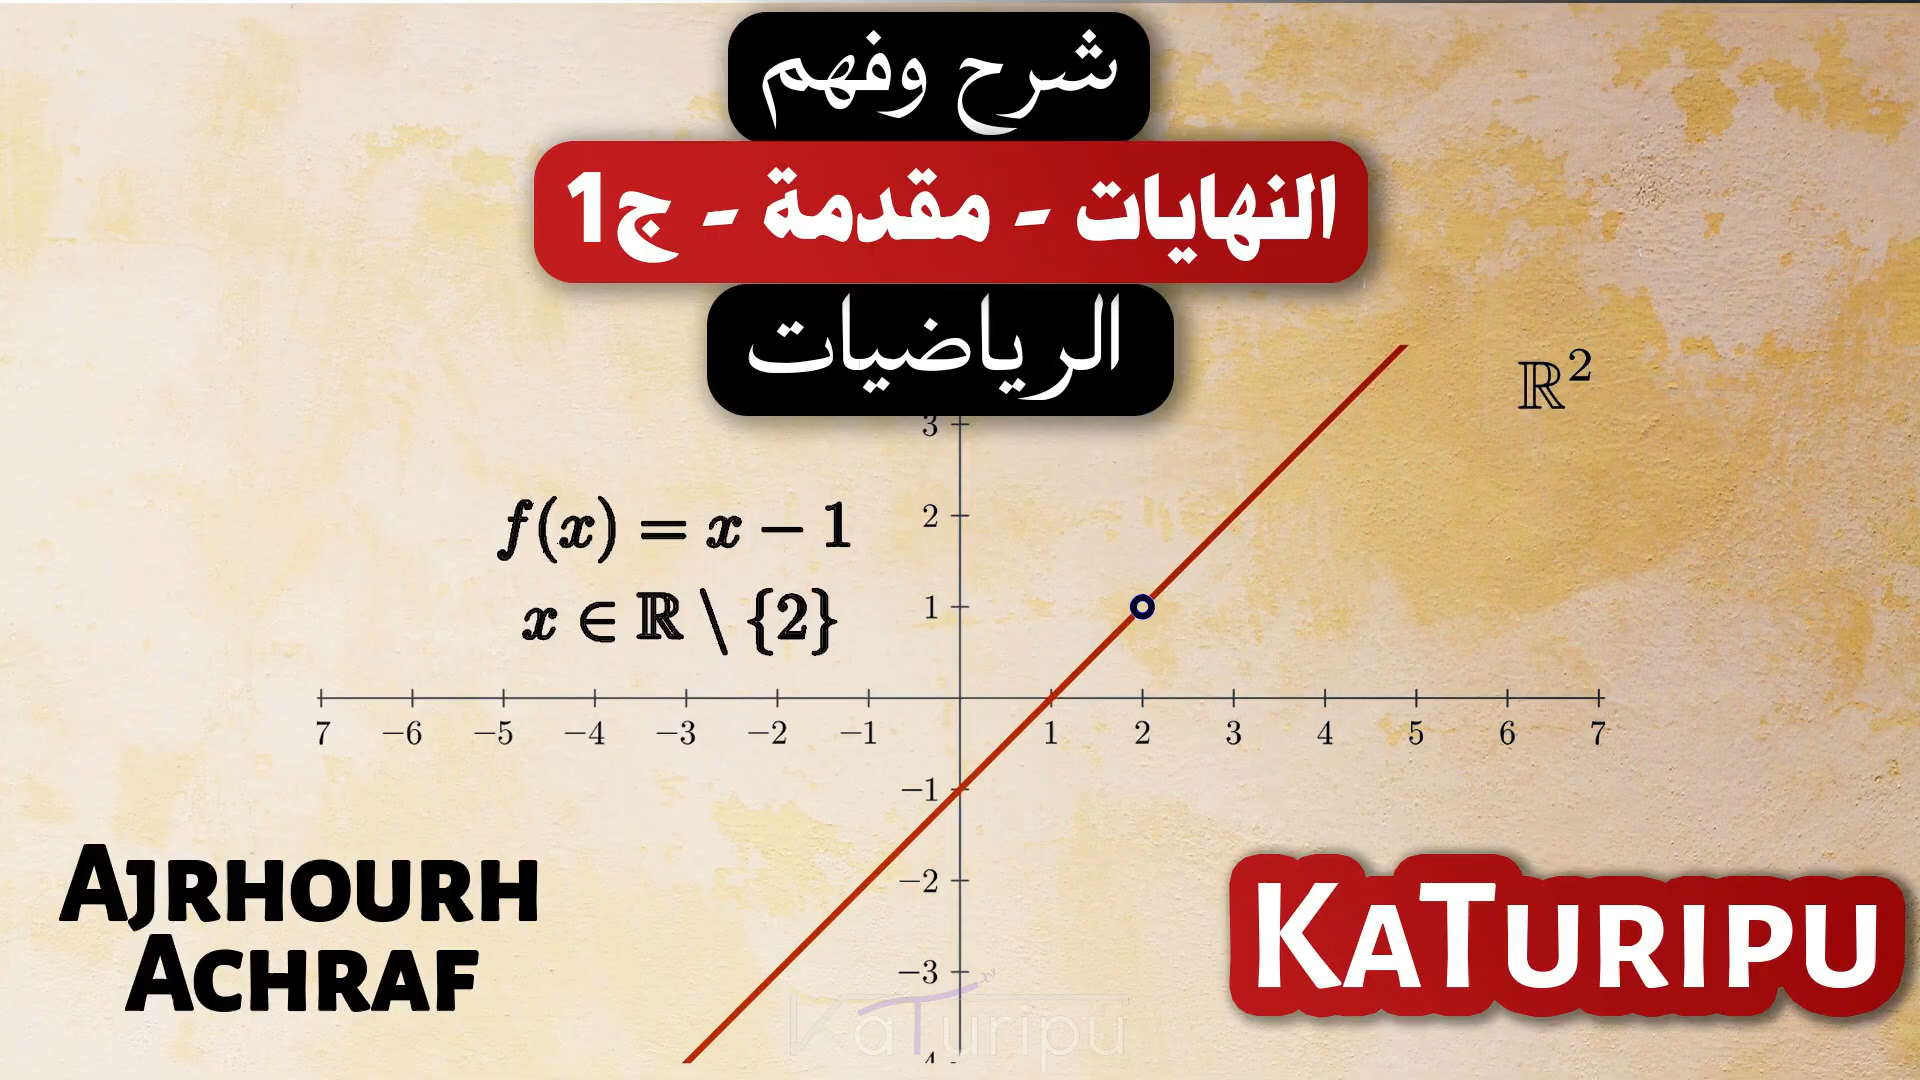 شرح وفهم
النهايات - مقدمة - ج1
الرياضيات
ℝ²
3
f(x) = x − 1
2
x ∈ ℝ \ {2}
1
7 −6 −5 −4 −3 −2 −1 1 2 3 4 5 6 7
−1
−2
−3
AJRHOURH
ACHRAF
KATURIPU
KaTuripu.tv